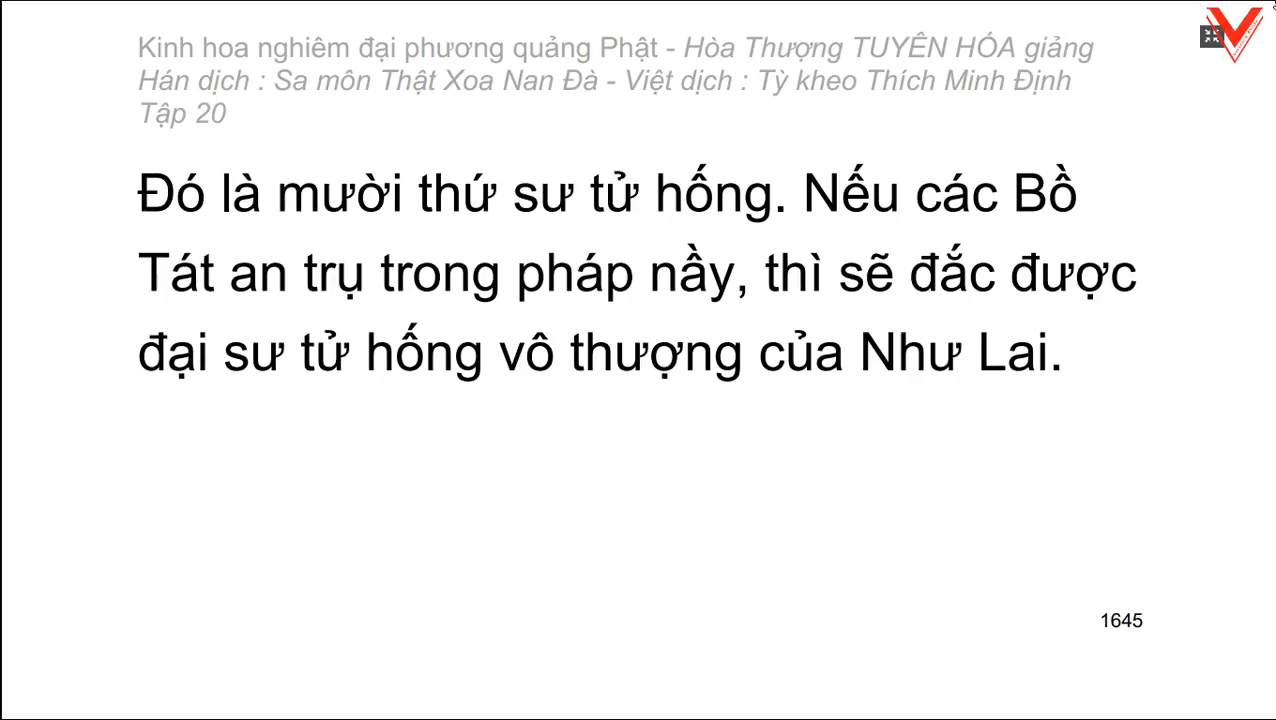 Kinh hoa nghiêm đại phương quảng Phật - Hòa Thượng TUYÊN HÓA giảng
Hán dịch : Sa môn Thật Xoa Nan Đà - Việt dịch : Tỳ kheo Thích Minh Định
Tập 20
Đó là mười thứ sư tử hống. Nếu các Bồ
Tát an trụ trong pháp nầy, thì sẽ đắc được
đại sư tử hống vô thượng của Như Lai.
1645